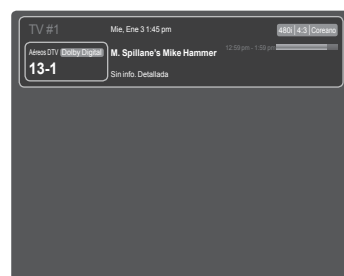 TV #1
Mie, Ene 3 1:45 pm
480i 4:3 Coreano
Aéreos DTV Dolby Digital
M. Spillane's Mike Hammer
12:59 pm - 1:59 pm
13-1
Sin info. Detallada